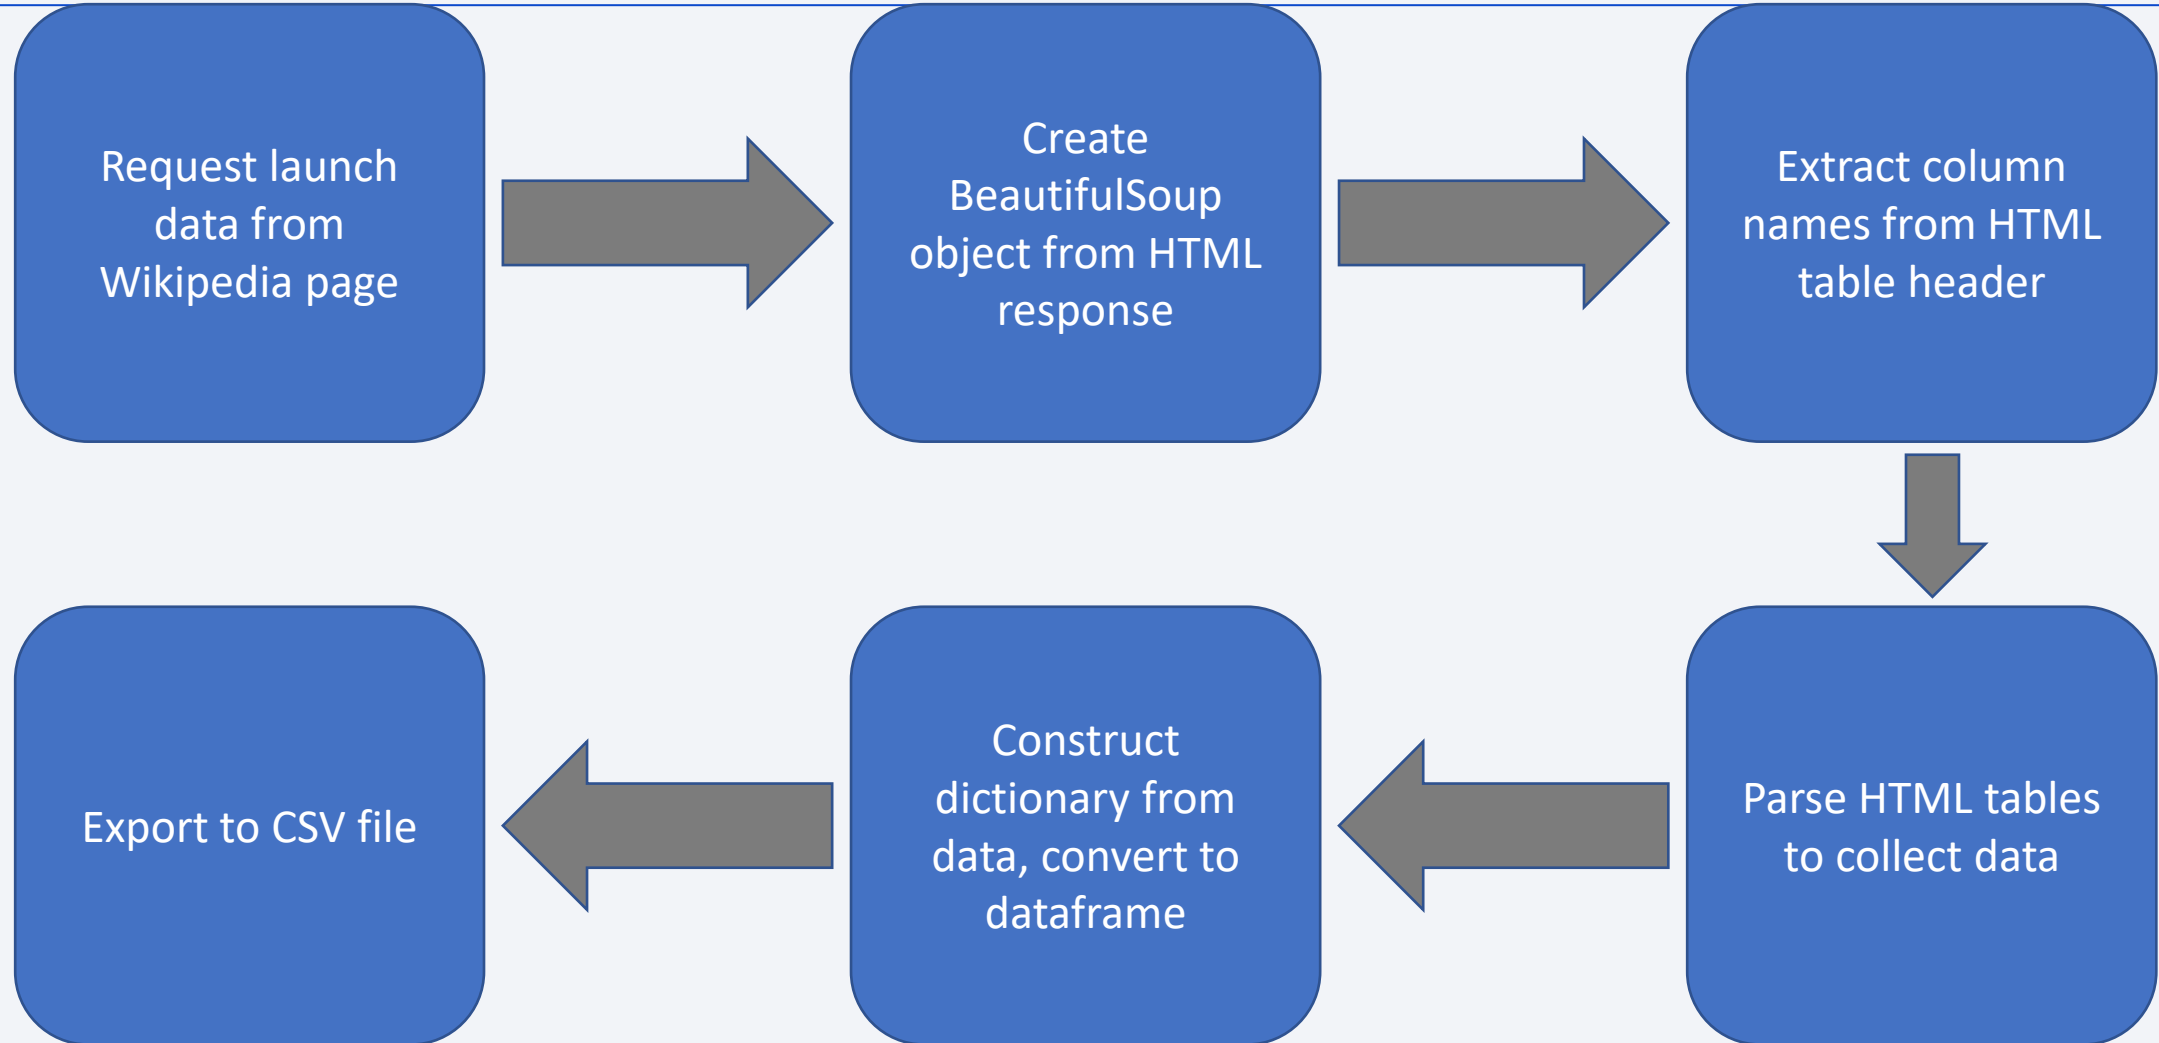 Request launch
data from
Wikipedia page
Create
BeautifulSoup
object from HTML
response
Extract column
names from HTML
table header
Parse HTML tables
to collect data
Construct
dictionary from
data, convert to
dataframe
Export to CSV file